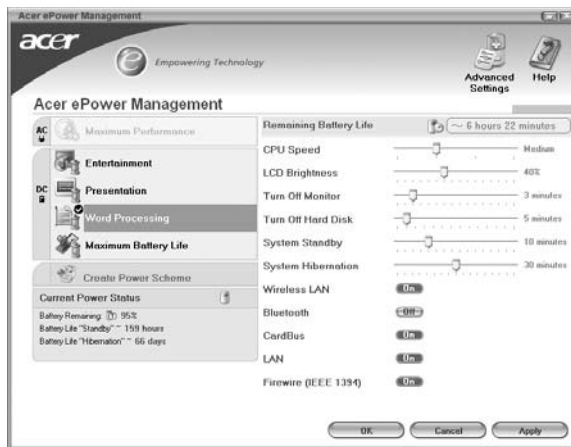 Acer ePower Management
acer
Empowering Technology
Advanced Settings
Help
Acer ePower Management
AC
Maximum Performance
DC
Entertainment
Presentation
Word Processing
Maximum Battery Life
Create Power Scheme
Current Power Status
Battery Remaining: 95%
Battery Life "Standby" ~ 159 hours
Battery Life "Hibernation" ~ 66 days
Remaining Battery Life ~ 6 hours 22 minutes
CPU Speed Medium
LCD Brightness 40%
Turn Off Monitor 3 minutes
Turn Off Hard Disk 5 minutes
System Standby 10 minutes
System Hibernation 30 minutes
Wireless LAN On
Bluetooth Off
CardBus On
LAN On
Firewire (IEEE 1394) On
OK Cancel Apply